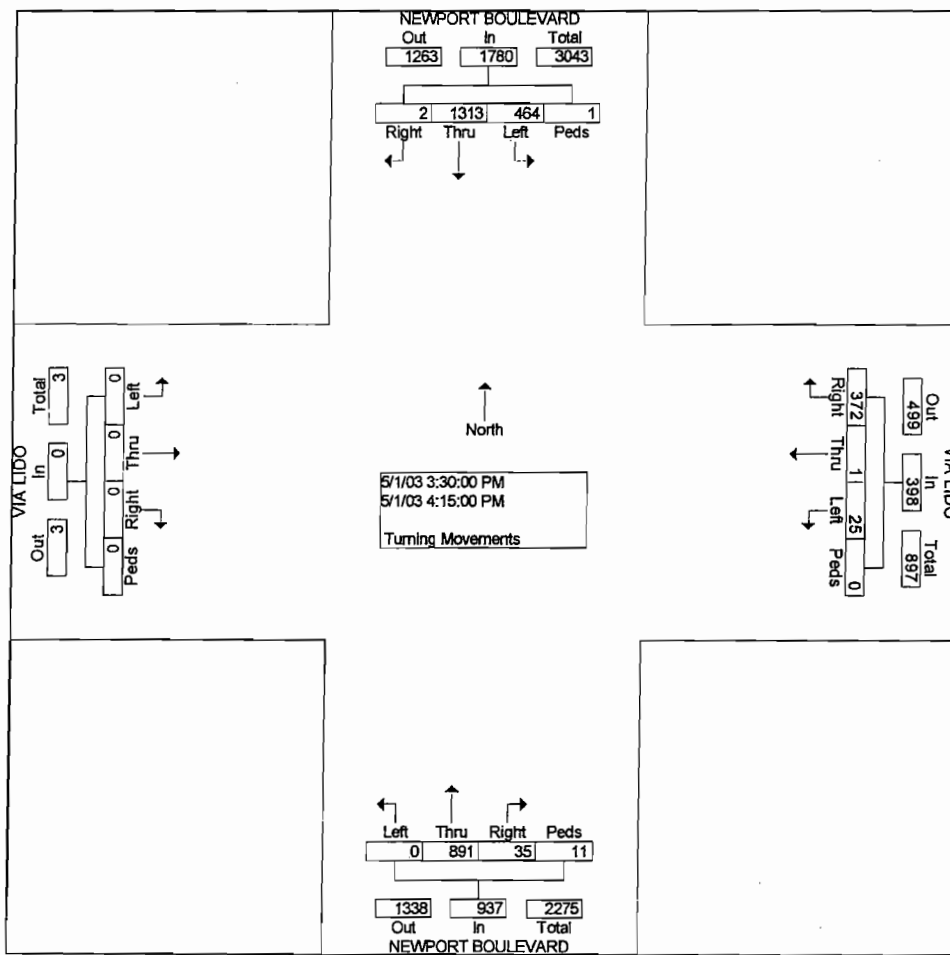 NEWPORT BOULEVARD
Out In Total
1263 1780 3043
2 1313 464 1
Right Thru Left Peds
VIA LIDO
Total In Out
3 0 3
0 0 0 0
Left Thru Right Peds
North
5/1/03 3:30:00 PM
5/1/03 4:15:00 PM
Turning Movements
Right Thru Left Peds
372 1 25 0
499 398 897
Out In Total
VIA LIDO
Left Thru Right Peds
0 891 35 11
1338 937 2275
Out In Total
NEWPORT BOULEVARD